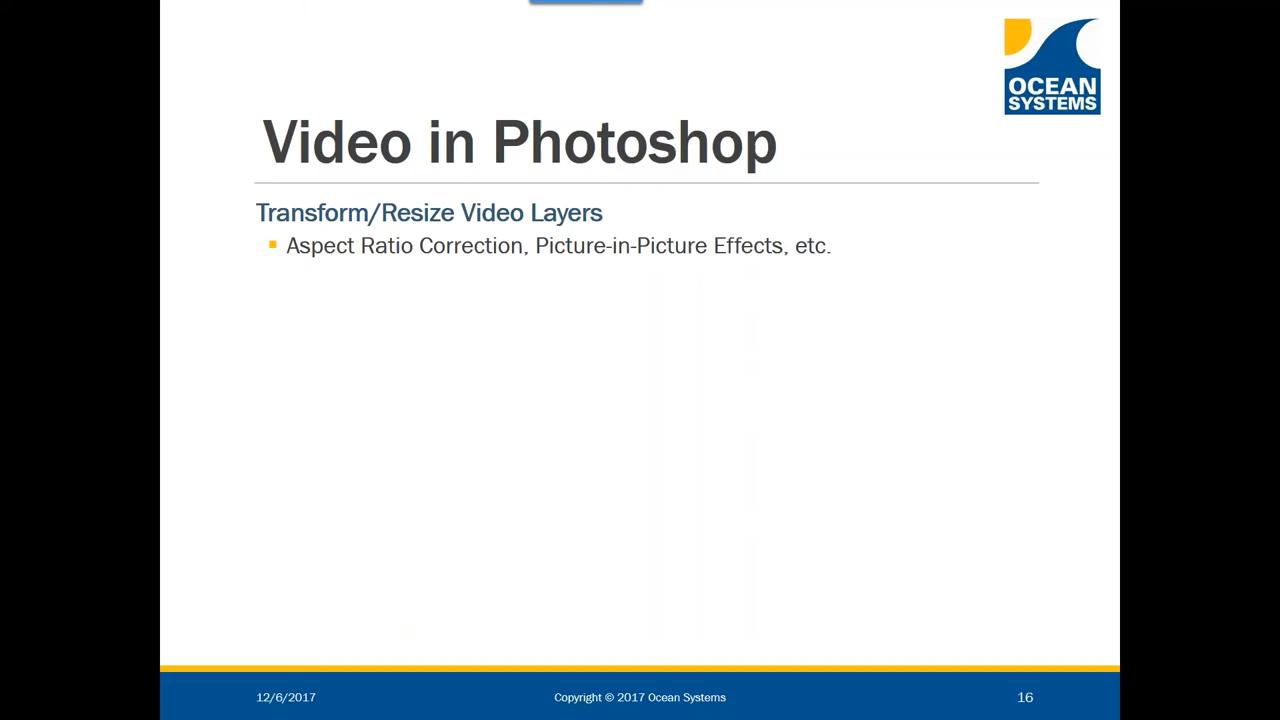 OCEAN
SYSTEMS
Video in Photoshop
Transform/Resize Video Layers
Aspect Ratio Correction, Picture-in-Picture Effects, etc.
12/6/2017
Copyright © 2017 Ocean Systems
16